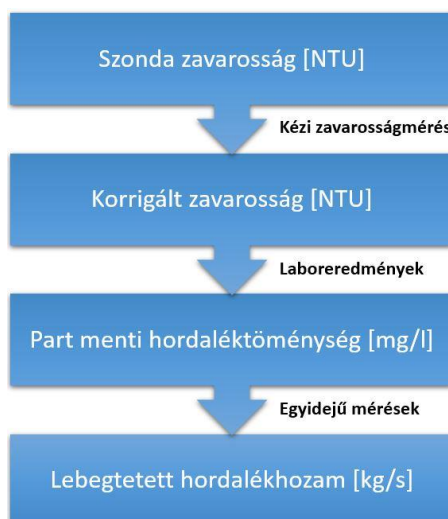 Szonda zavarosság [NTU]
Kézi zavarosságmérés
Korrigált zavarosság [NTU]
Laboreredmények
Part menti hordaléktöménység [mg/l]
Egyidejű mérések
Lebegtetett hordalékhozam [kg/s]